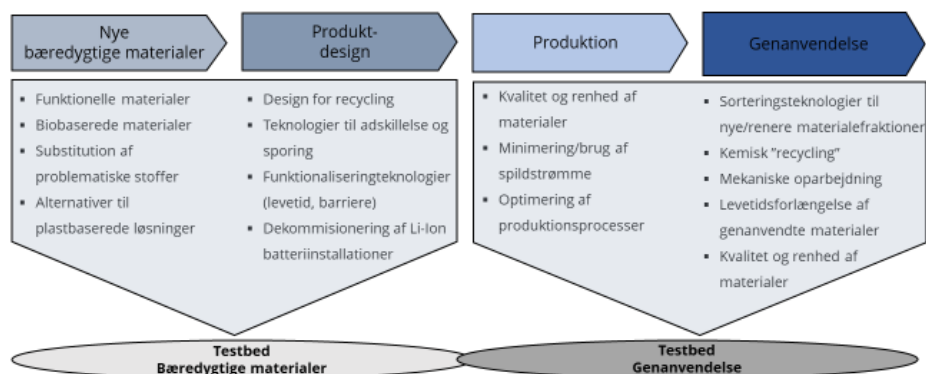 Nye
bæredygtige materialer
Produkt-
design
Produktion
Genanvendelse
▪ Funktionelle materialer
▪ Biobaserede materialer
▪ Substitution af
problematiske stoffer
▪ Alternativer til
plastbaserede løsninger
▪ Design for recycling
▪ Teknologier til adskillelse og
sporing
▪ Funktionaliseringteknologier
(levetid, barriere)
▪ Dekommisionering af Li-Ion
batteriinstallationer
▪ Kvalitet og renhed af
materialer
▪ Minimering/brug af
spildstrømme
▪ Optimering af
produktionsprocesser
▪ Sorteringsteknologier til
nye/renere materialefraktioner
▪ Kemisk ”recycling”
▪ Mekaniske oparbejdning
▪ Levetidsforlængelse af
genanvendte materialer
▪ Kvalitet og renhed af
materialer
Testbed
Bæredygtige materialer
Testbed
Genanvendelse